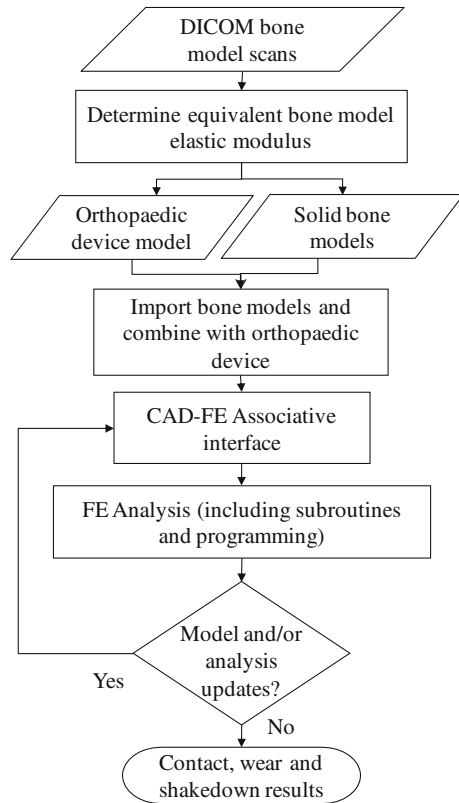 DICOM bone
model scans
Determine equivalent bone model
elastic modulus
Orthopaedic
device model
Solid bone
models
Import bone models and
combine with orthopaedic
device
CAD-FE Associative
interface
FE Analysis (including subroutines
and programming)
Model and/or
analysis
updates?
Yes
No
Contact, wear and
shakedown results